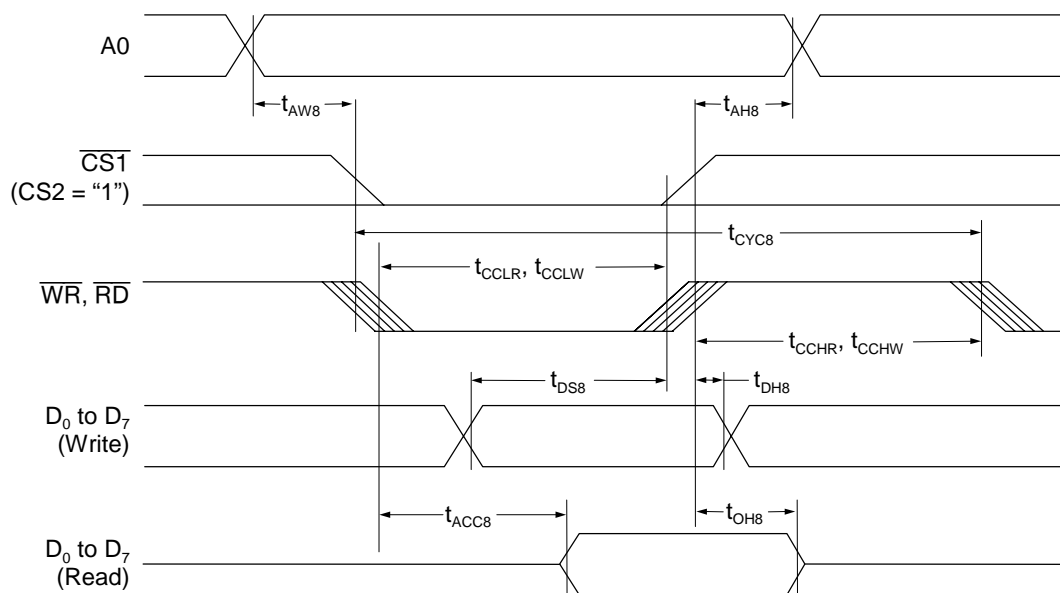 A0
tAW8
tAH8
CS1
(CS2 = “1”)
tCYC8
tCCLR, tCCLW
WR, RD
tCCHR, tCCHW
tDS8
tDH8
D0 to D7
(Write)
tACC8
tOH8
D0 to D7
(Read)